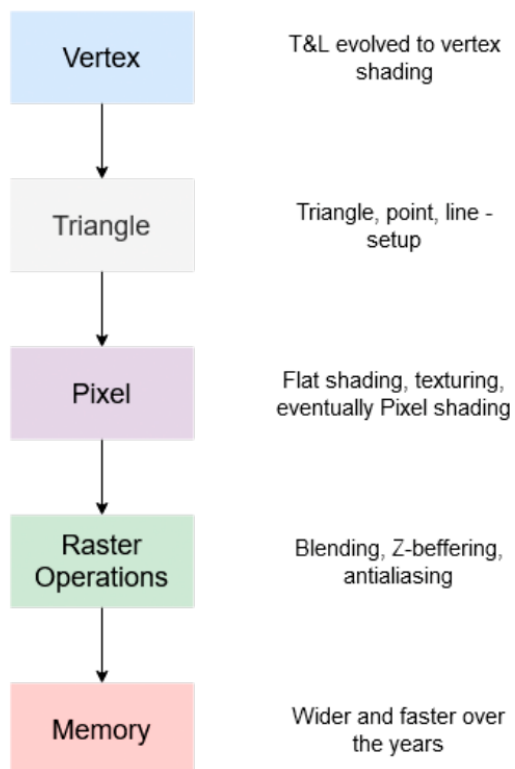 Vertex
T&L evolved to vertex
shading
Triangle
Triangle, point, line -
setup
Pixel
Flat shading, texturing,
eventually Pixel shading
Raster
Operations
Blending, Z-beffering,
antialiasing
Memory
Wider and faster over
the years